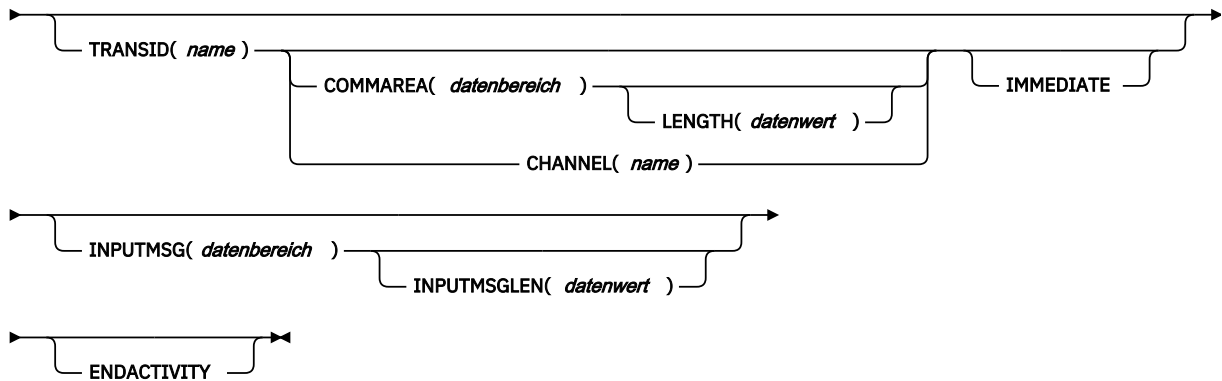 TRANSID( name )
COMMAREA( datenbereich )
IMMEDIATE
LENGTH( datenwert )
CHANNEL( name )
INPUTMSG( datenbereich )
INPUTMSGLEN( datenwert )
ENDACTIVITY